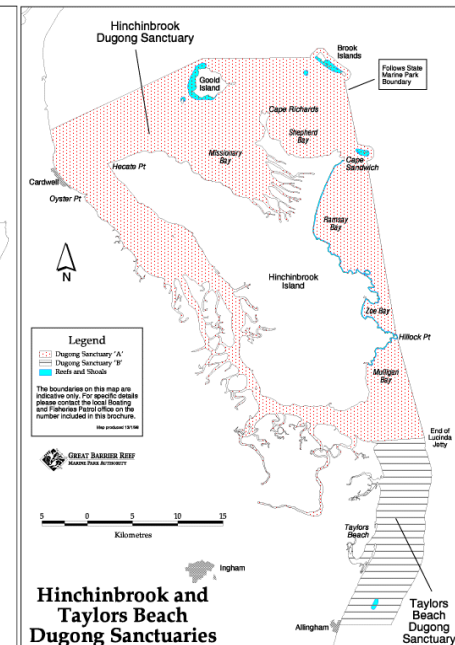 Hinchinbrook
Dugong Sanctuary
Brook
Islands
Follows State
Marine Park
Boundary
Goold
Island
Cape Richards
Shepherd
Bay
Missionary
Bay
Cape
Sandwich
Hecate Pt
Cardwell
Oyster Pt
Ramsay
Bay
N
Hinchinbrook
Island
Zoe Bay
Hillock Pt
Mulligan
Bay
Legend
Dugong Sanctuary 'A'
Dugong Sanctuary 'B'
Reefs and Shoals
The boundaries on this map are
indicative only. For specific details
please contact the local Boating
and Fisheries Patrol office on the
number included in this brochure.
Map produced 13/1/98
End of
Lucinda
Jetty
GREAT BARRIER REEF
MARINE PARK AUTHORITY
5 0 5 10 15
Kilometres
Taylors
Beach
Ingham
Hinchinbrook and
Taylors Beach
Dugong Sanctuaries
Allingham
Taylors
Beach
Dugong
Sanctuary